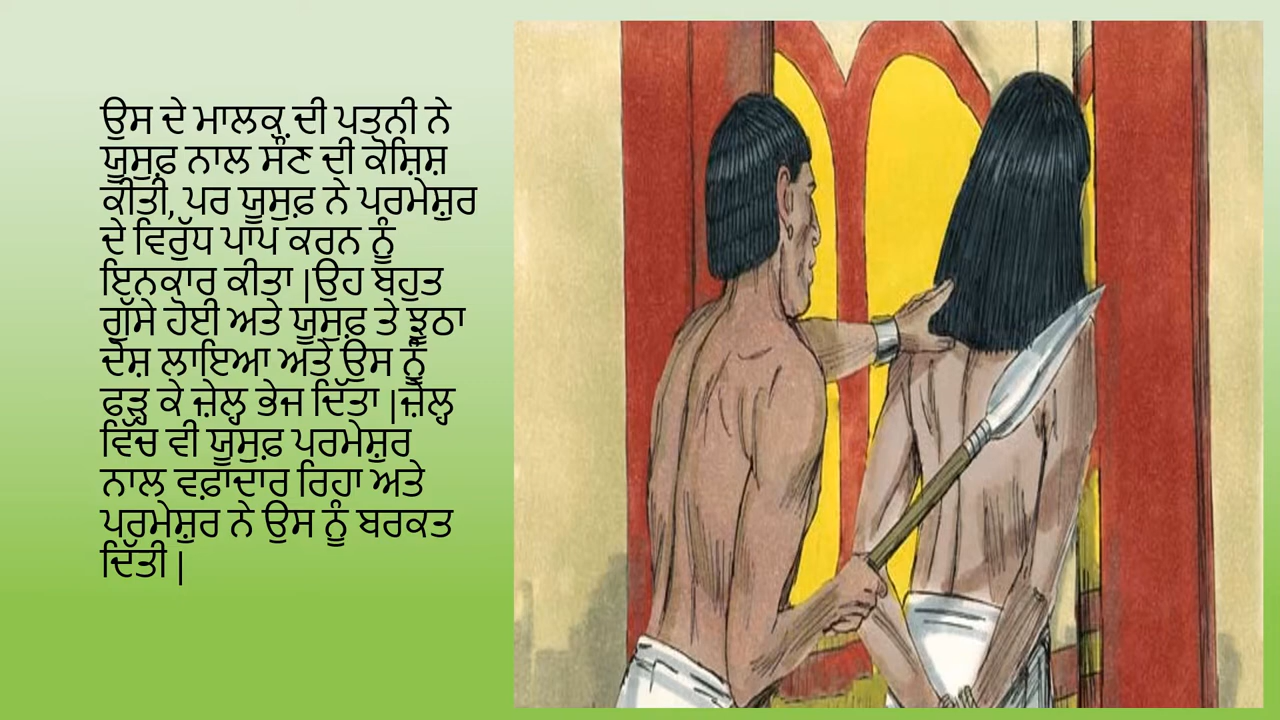 ਉਸ ਦੇ ਮਾਲਕ ਦੀ ਪਤਨੀ ਨੇ
ਯੂਸੁਫ਼ ਨਾਲ ਸੌਣ ਦੀ ਕੋਸ਼ਿਸ਼
ਕੀਤੀ, ਪਰ ਯੂਸੁਫ਼ ਨੇ ਪਰਮੇਸ਼ੁਰ
ਦੇ ਵਿਰੁੱਧ ਪਾਪ ਕਰਨ ਨੂੰ
ਇਨਕਾਰ ਕੀਤਾ |ਉਹ ਬਹੁਤ
ਗੁੱਸੇ ਹੋਈ ਅਤੇ ਯੂਸੁਫ਼ ਤੇ ਝੂਠਾ
ਦੋਸ਼ ਲਾਇਆ ਅਤੇ ਉਸ ਨੂੰ
ਫੜ੍ਹ ਕੇ ਜ਼ੇਲ੍ਹ ਭੇਜ ਦਿੱਤਾ |ਜ਼ੇਲ੍ਹ
ਵਿੱਚ ਵੀ ਯੂਸੁਫ਼ ਪਰਮੇਸ਼ੁਰ
ਨਾਲ ਵਫ਼ਾਦਾਰ ਰਿਹਾ ਅਤੇ
ਪਰਮੇਸ਼ੁਰ ਨੇ ਉਸ ਨੂੰ ਬਰਕਤ
ਦਿੱਤੀ |